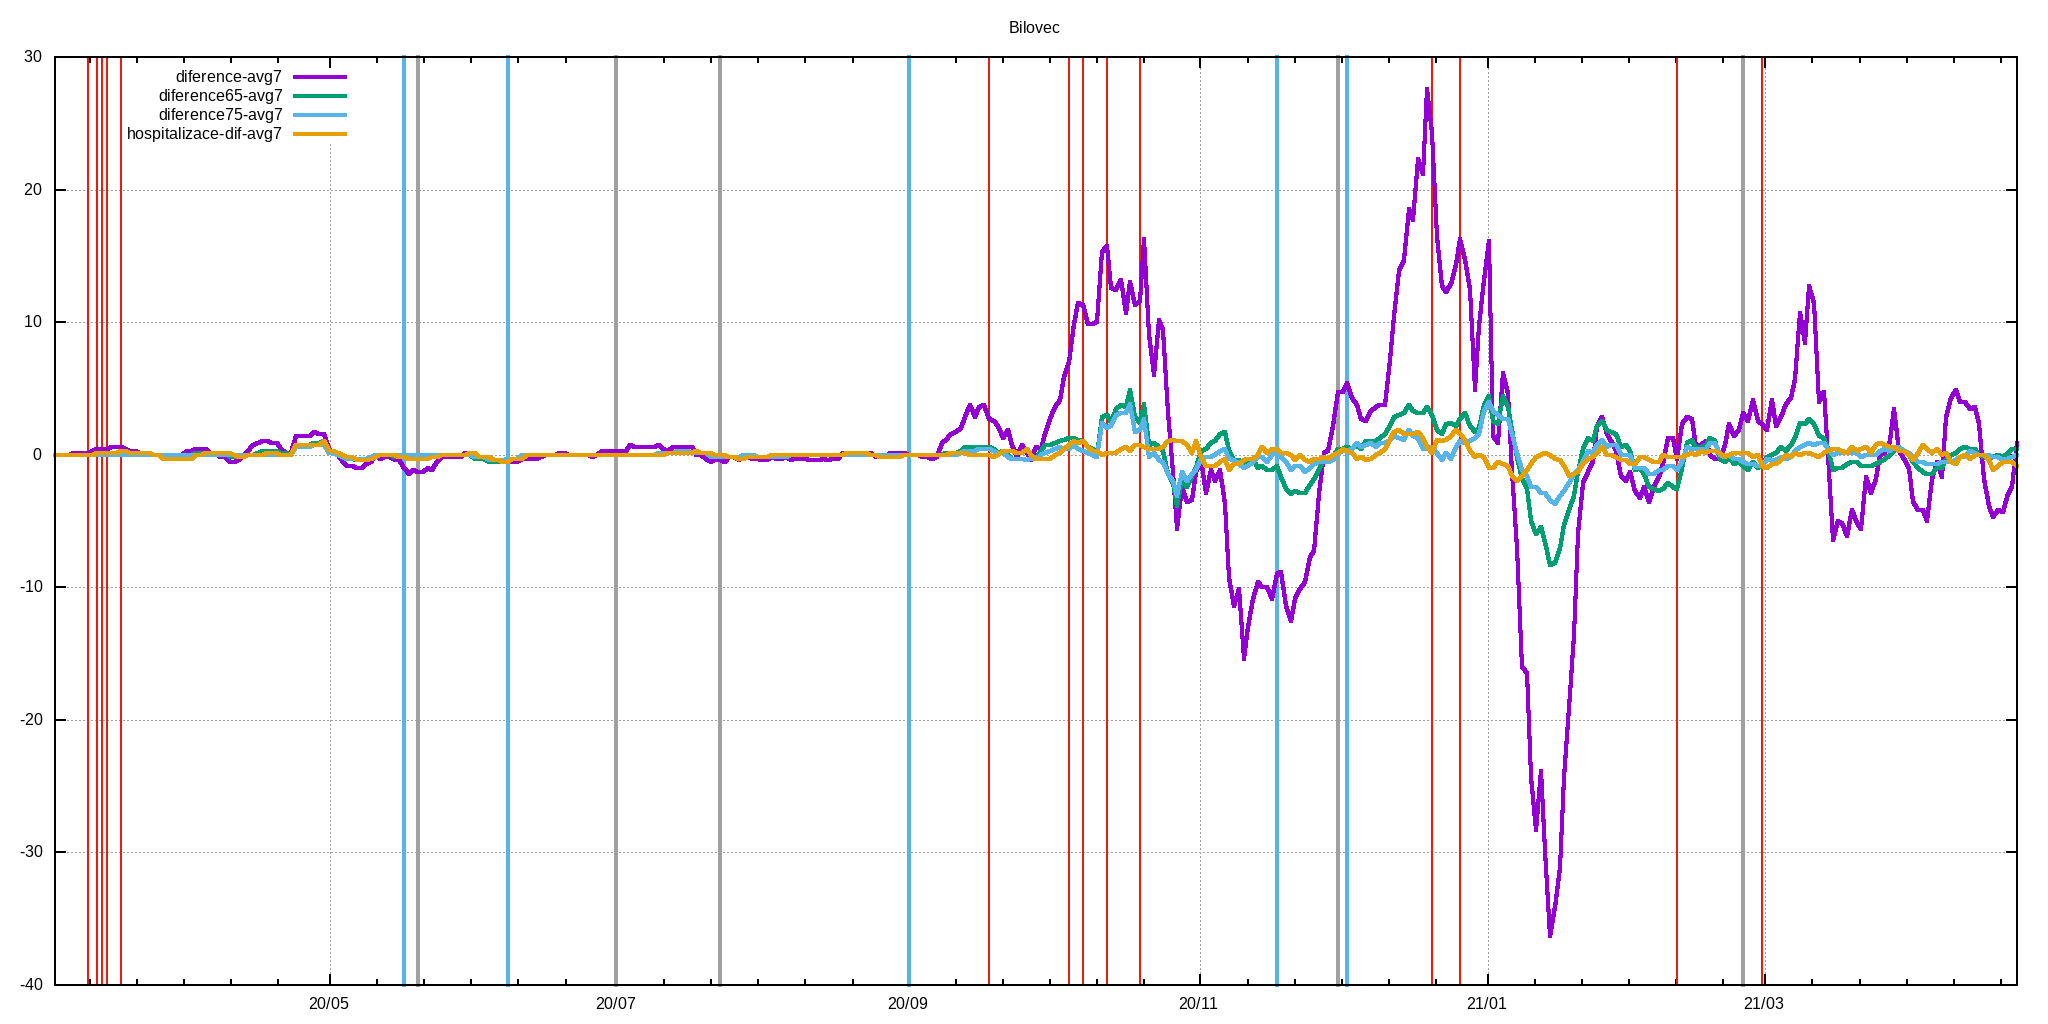 Bilovec
diference-avg7
diference65-avg7
diference75-avg7
hospitalizace-dif-avg7
30
20
10
0
-10
-20
-30
-40
20/05 20/07 20/09 20/11 21/01 21/03